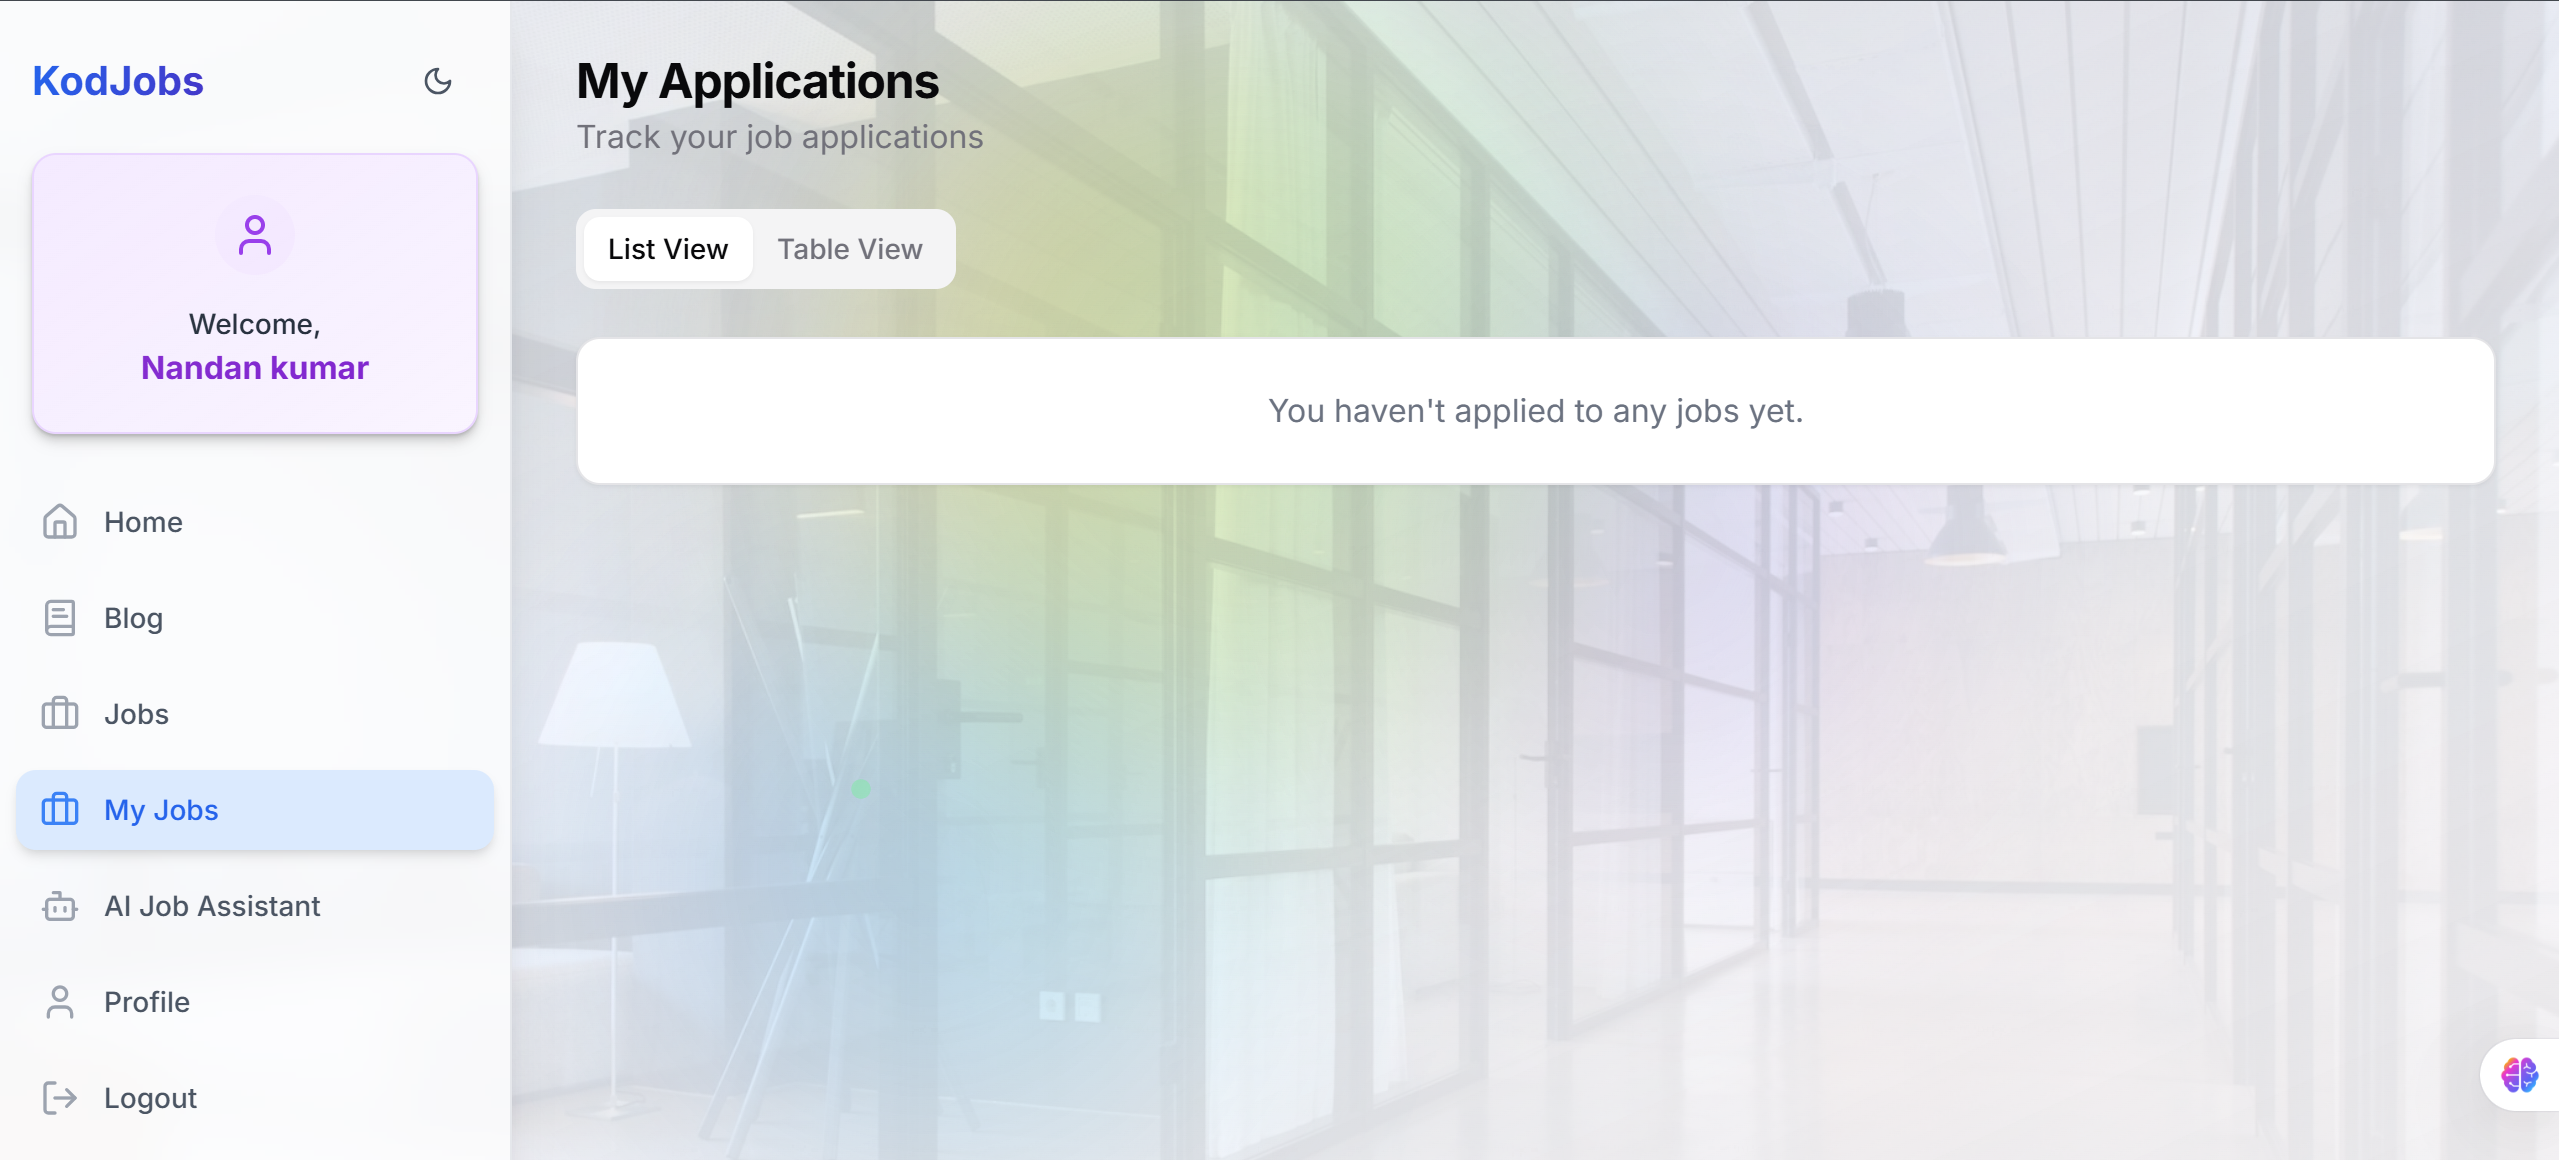 KodJobs
Welcome,
Nandan kumar
Home
Blog
Jobs
My Jobs
AI Job Assistant
Profile
Logout
My Applications
Track your job applications
List View
Table View
You haven't applied to any jobs yet.